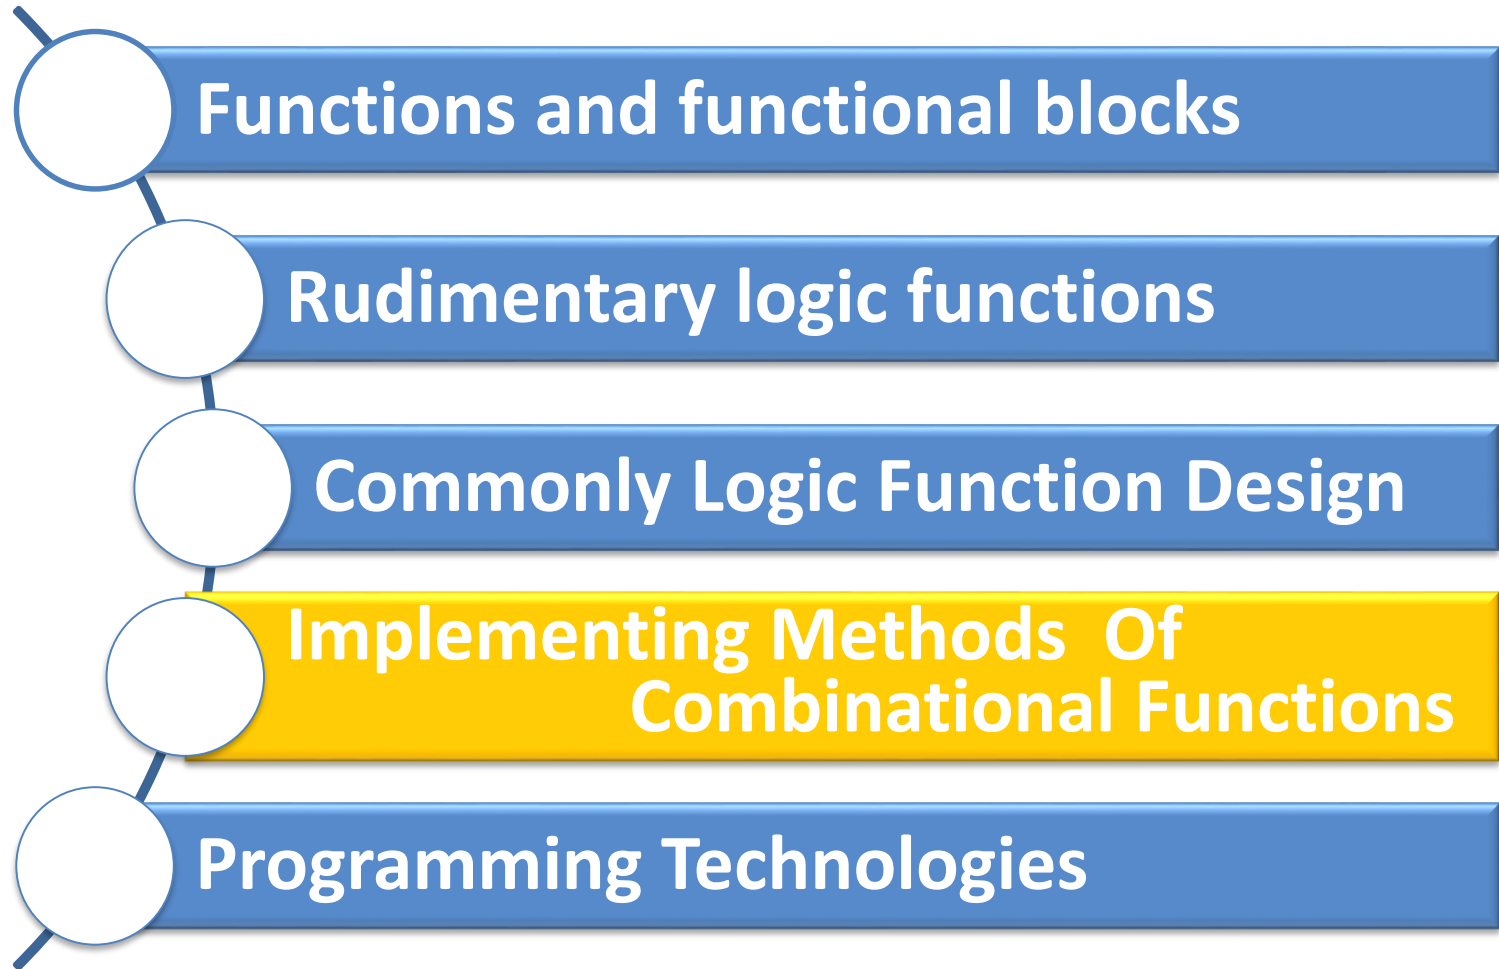 Functions and functional blocks
Rudimentary logic functions
Commonly Logic Function Design
Implementing Methods  Of
Combinational Functions
Programming Technologies